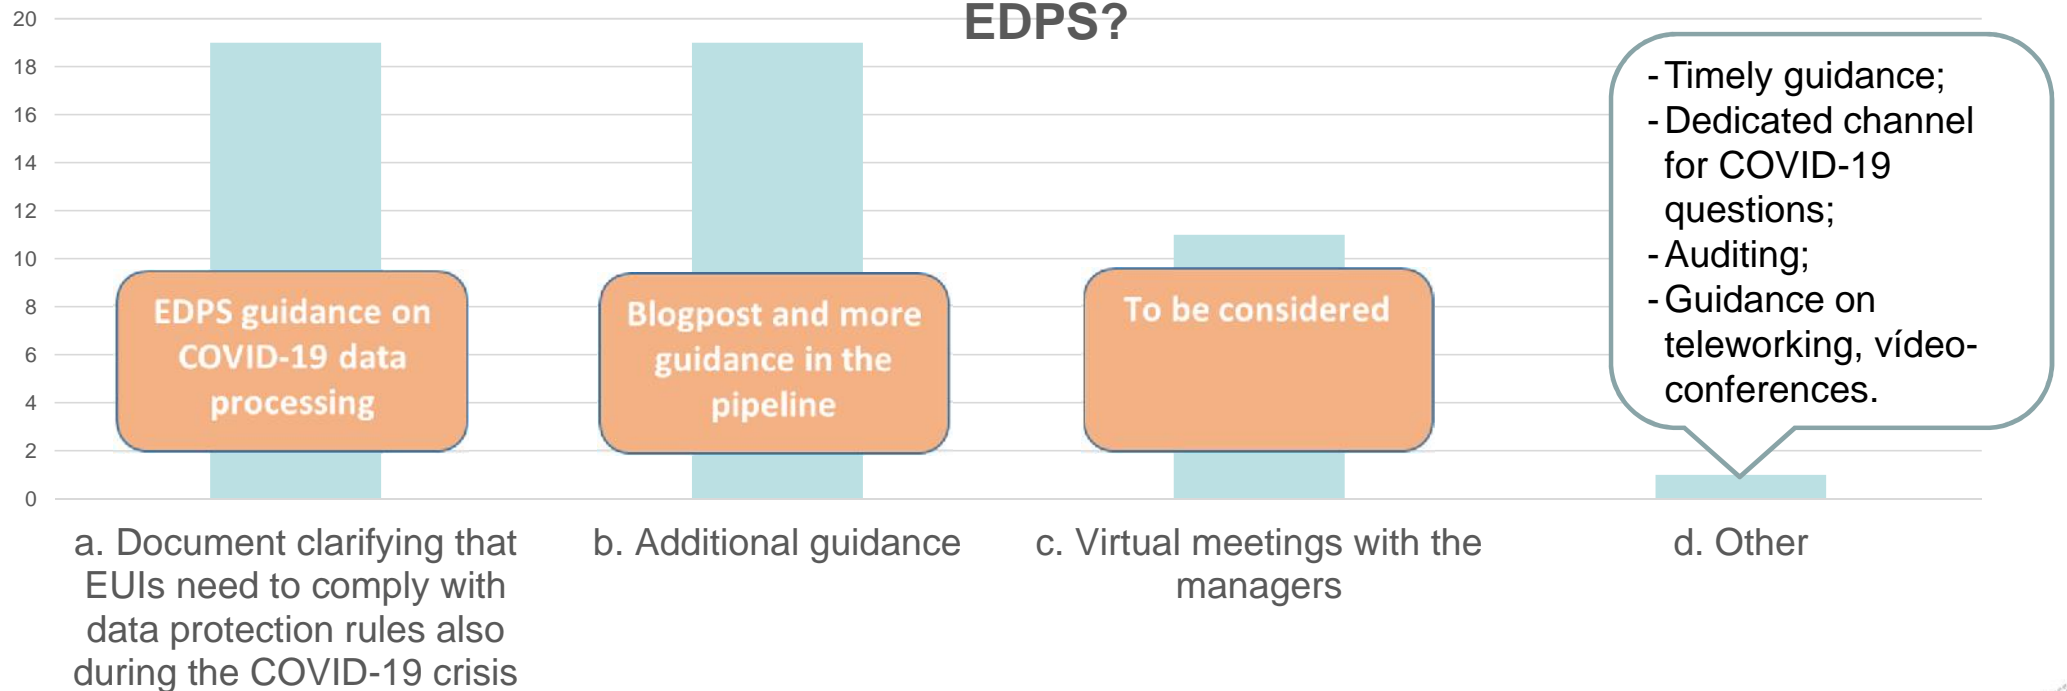 EDPS?
20
18
16
14
12
10
8
6
4
2
0
EDPS guidance on
COVID-19 data
processing
Blogpost and more
guidance in the
pipeline
To be considered
- Timely guidance;
- Dedicated channel
for COVID-19
questions;
- Auditing;
- Guidance on
teleworking, vídeo-
conferences.
a. Document clarifying that
EUIs need to comply with
data protection rules also
during the COVID-19 crisis
b. Additional guidance
c. Virtual meetings with the
managers
d. Other